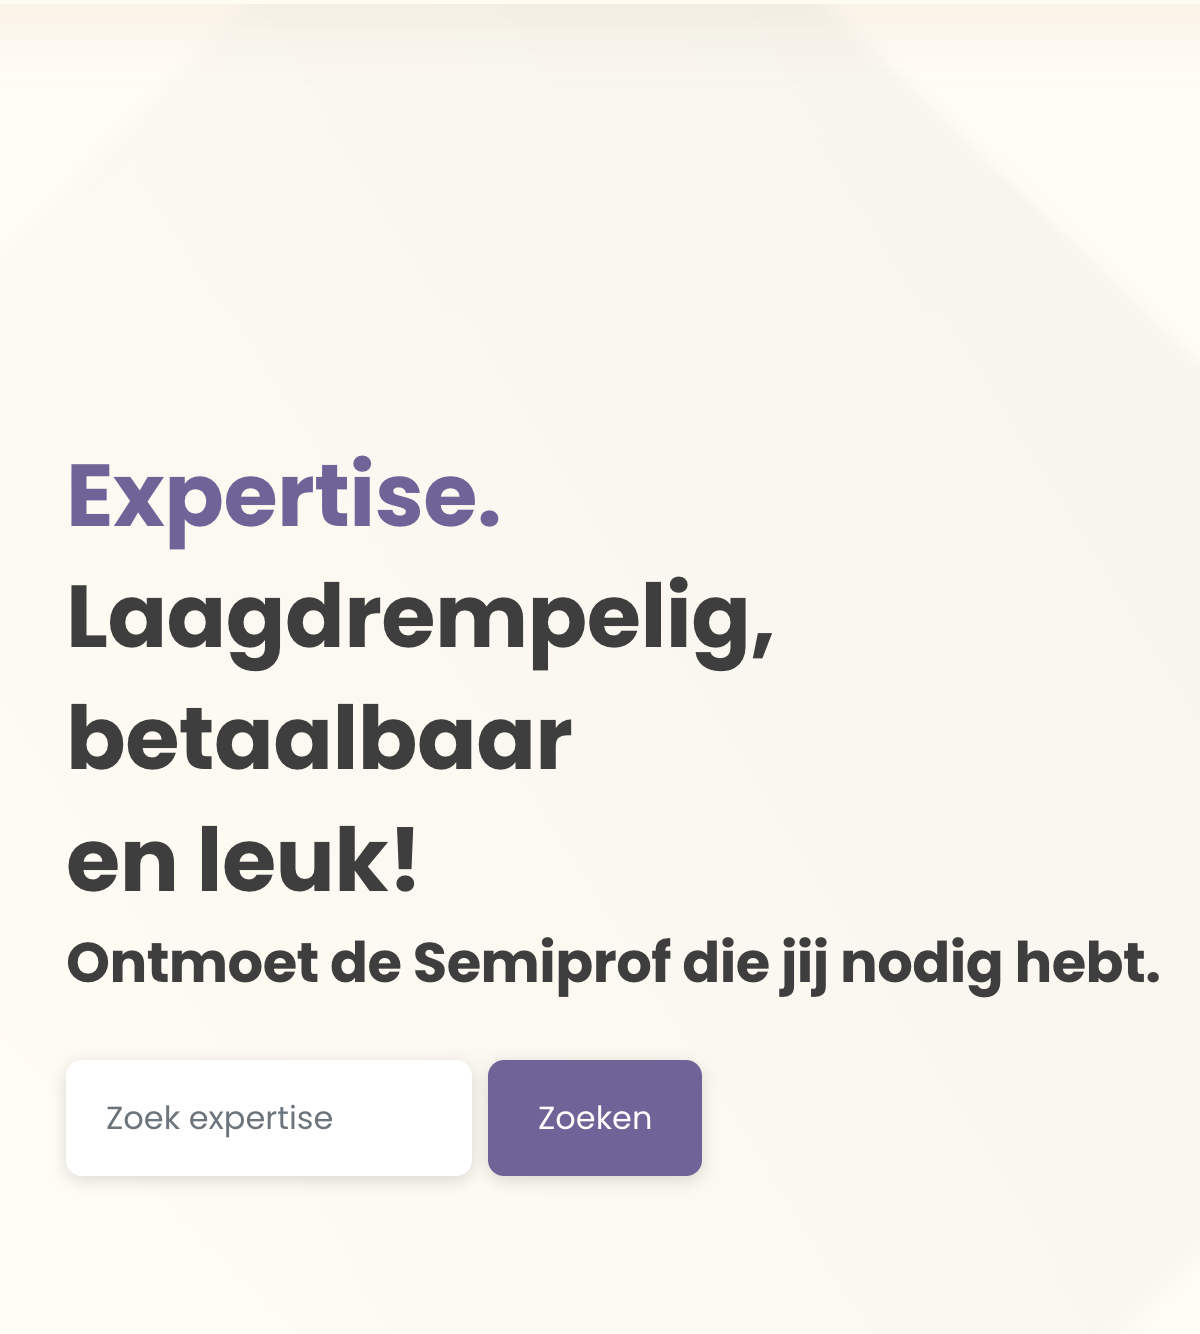 Expertise.
Laagdrempelig,
betaalbaar
en leuk!
Ontmoet de Semiprof die jij nodig hebt.
Zoek expertise
Zoeken